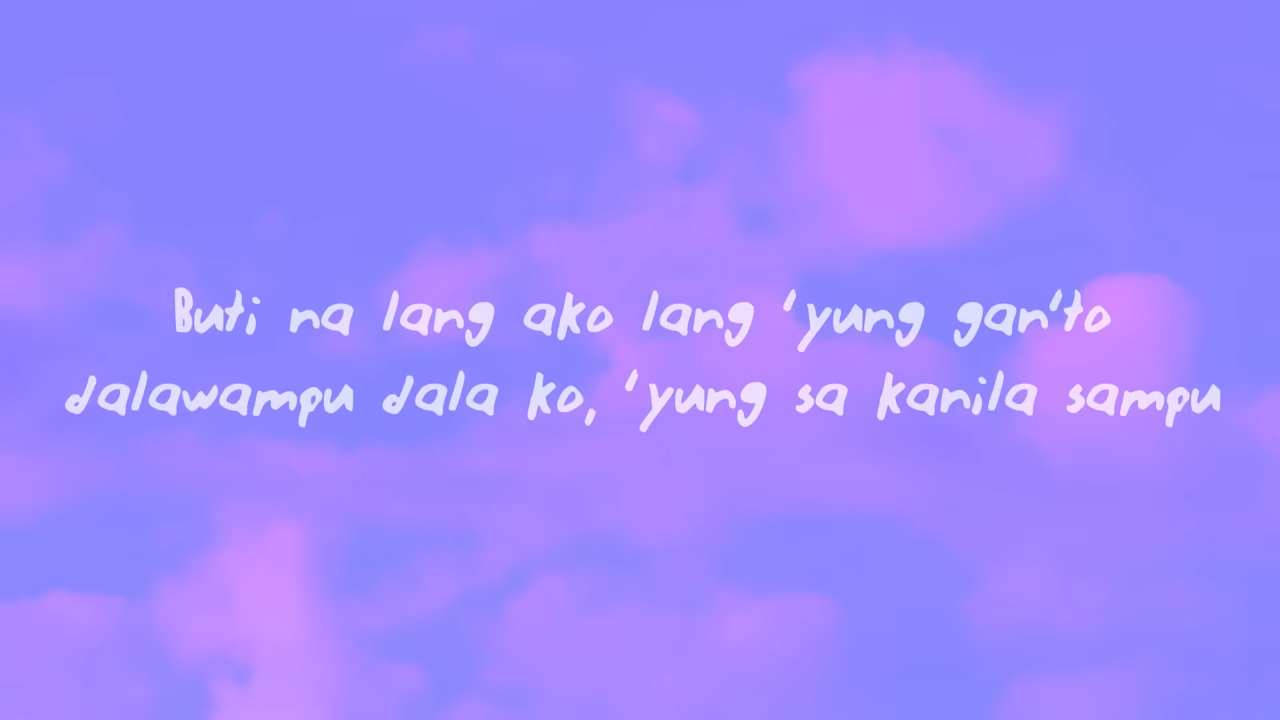 Buti na lang ako lang 'yung gan'to
dalawampu dala ko, 'yung sa kanila sampu